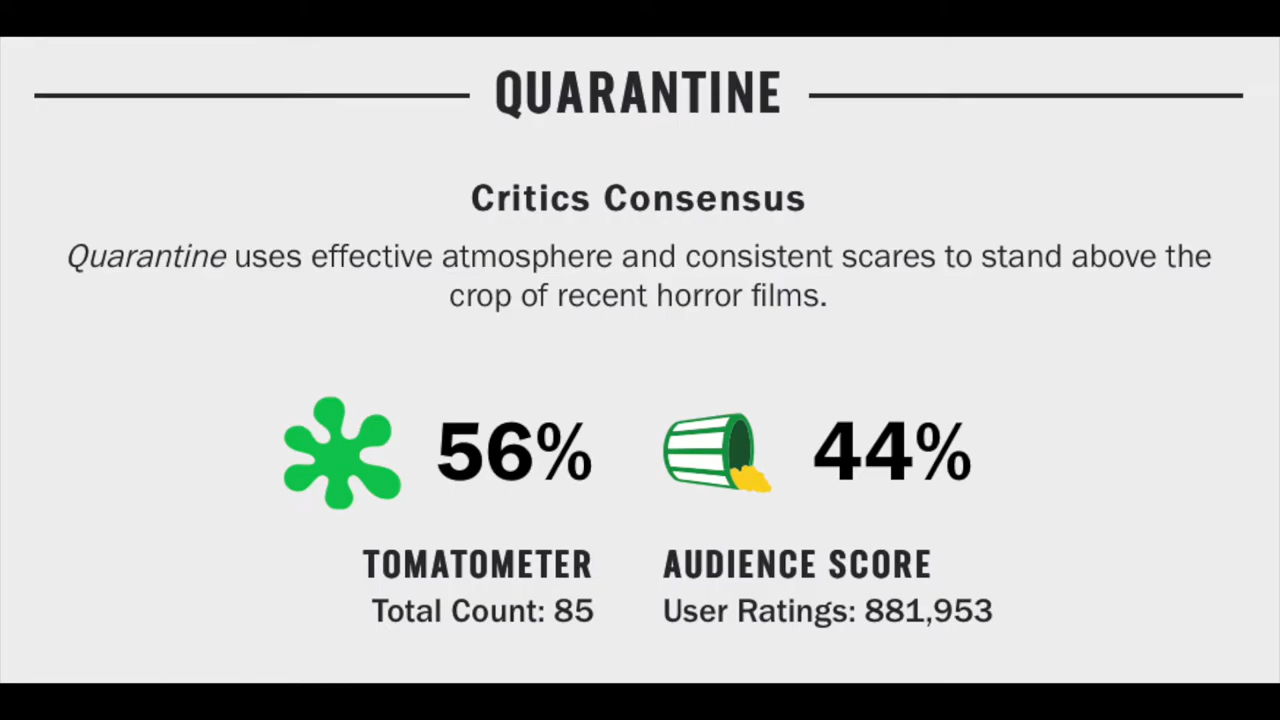 QUARANTINE
Critics Consensus
Quarantine uses effective atmosphere and consistent scares to stand above the
crop of recent horror films.
56% 44%
TOMATOMETER AUDIENCE SCORE
Total Count: 85 User Ratings: 881,953